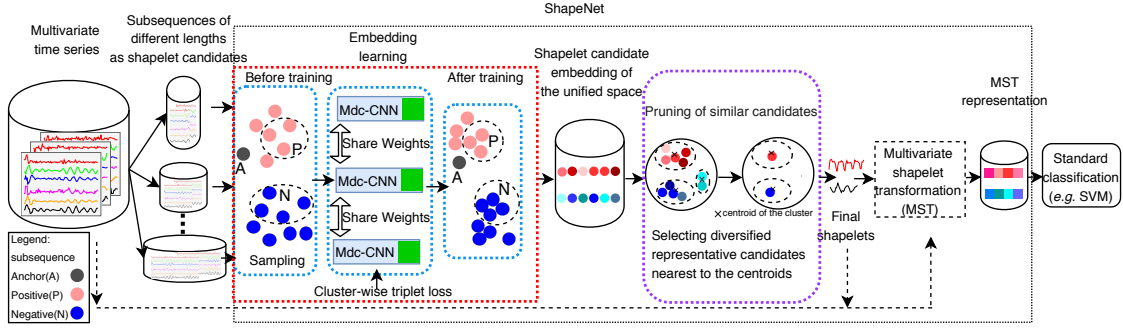 ShapeNet
Multivariate
time series
Subsequences of
different lengths
as shapelet candidates
Embedding
learning
Before training
After training
Mdc-CNN
Share Weights
Mdc-CNN
Share Weights
Mdc-CNN
P
A
N
Sampling
P
A
N
Cluster-wise triplet loss
Shapelet candidate
embedding of
the unified space
Pruning of similar candidates
×centroid of the cluster
Selecting diversified
representative candidates
nearest to the centroids
Final
shapelets
Multivariate
shapelet
transformation
(MST)
MST
representation
Standard
classification
(e.g. SVM)
Legend:
subsequence
Anchor(A)
Positive(P)
Negative(N)